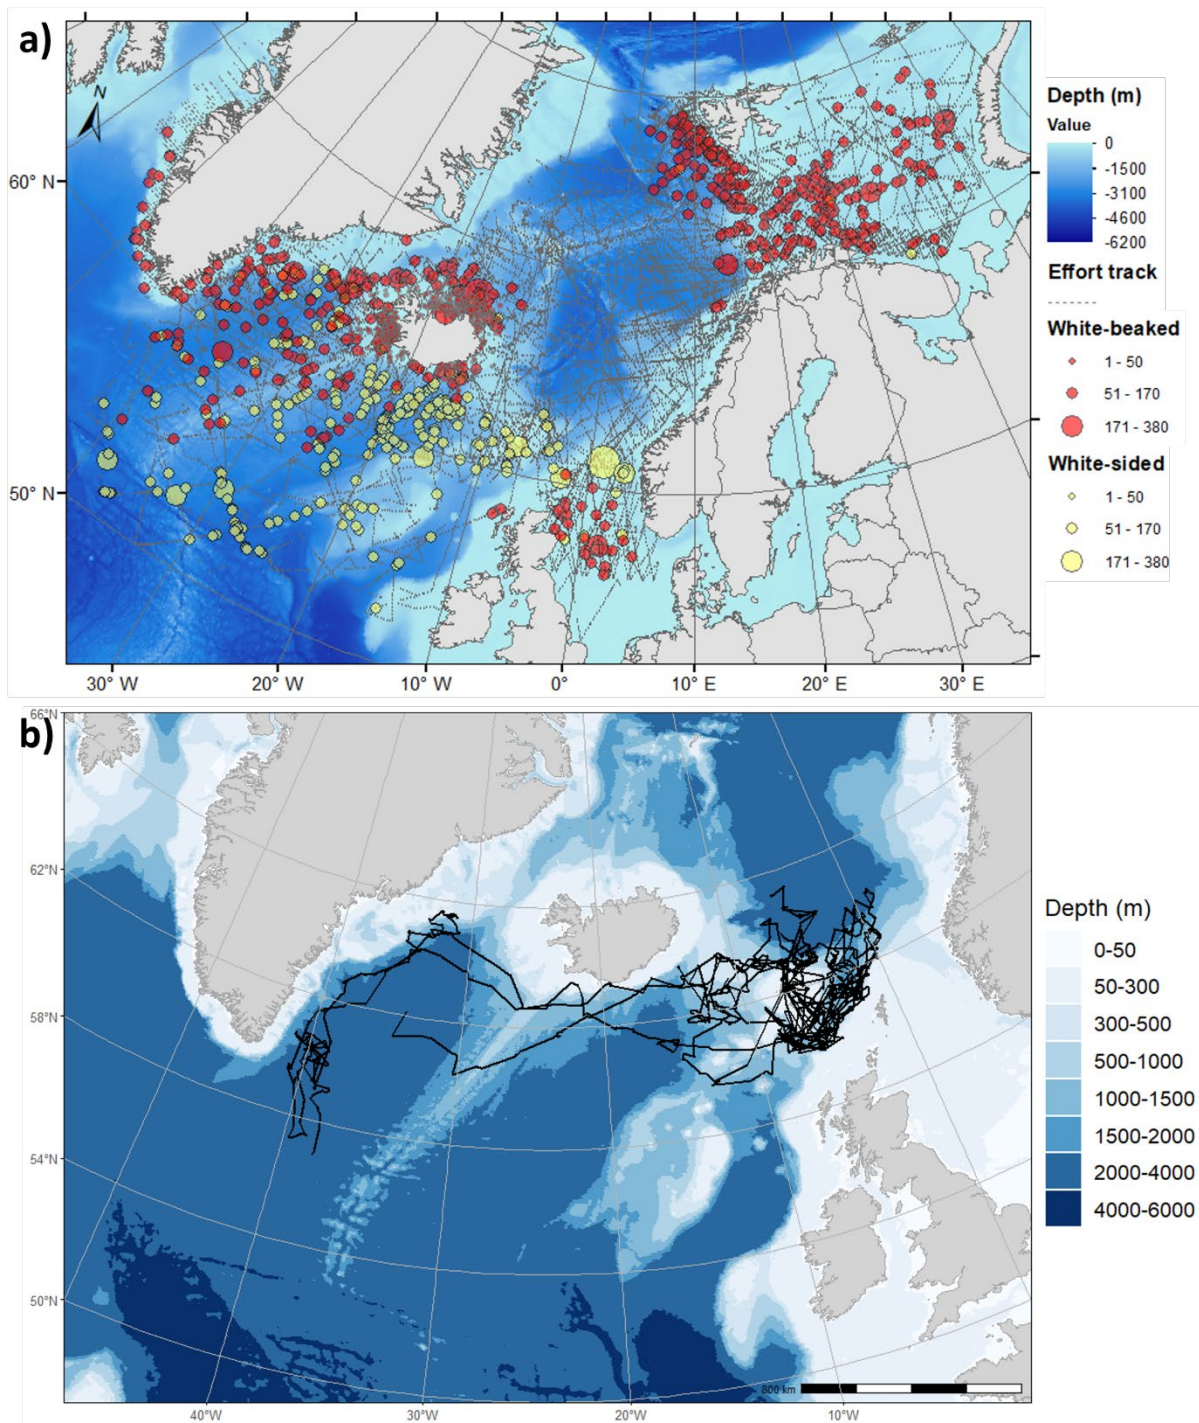 a)
N
60° N
50° N
30° W
20° W
10° W
0°
10° E
20° E
30° E
Depth (m)
Value
0
-1500
-3100
-4600
-6200
Effort track
White-beaked
1 - 50
51 - 170
171 - 380
White-sided
1 - 50
51 - 170
171 - 380
b)
66°N
62°N
58°N
54°N
50°N
40°W
30°W
20°W
10°W
800 km
Depth (m)
0-50
50-300
300-500
500-1000
1000-1500
1500-2000
2000-4000
4000-6000